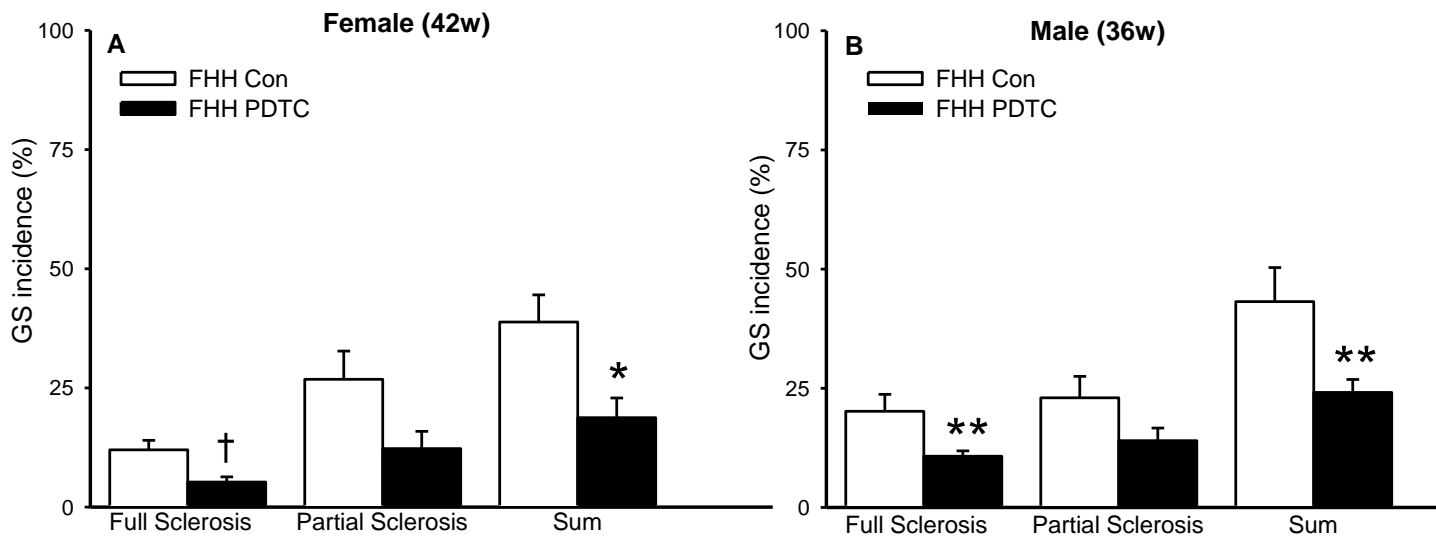 Female (42w)
A
FHH Con
FHH PDTC
GS incidence (%)
100
75
50
25
0
†
*
Full Sclerosis
Partial Sclerosis
Sum
Male (36w)
B
FHH Con
FHH PDTC
GS incidence (%)
100
75
50
25
0
**
**
Full Sclerosis
Partial Sclerosis
Sum